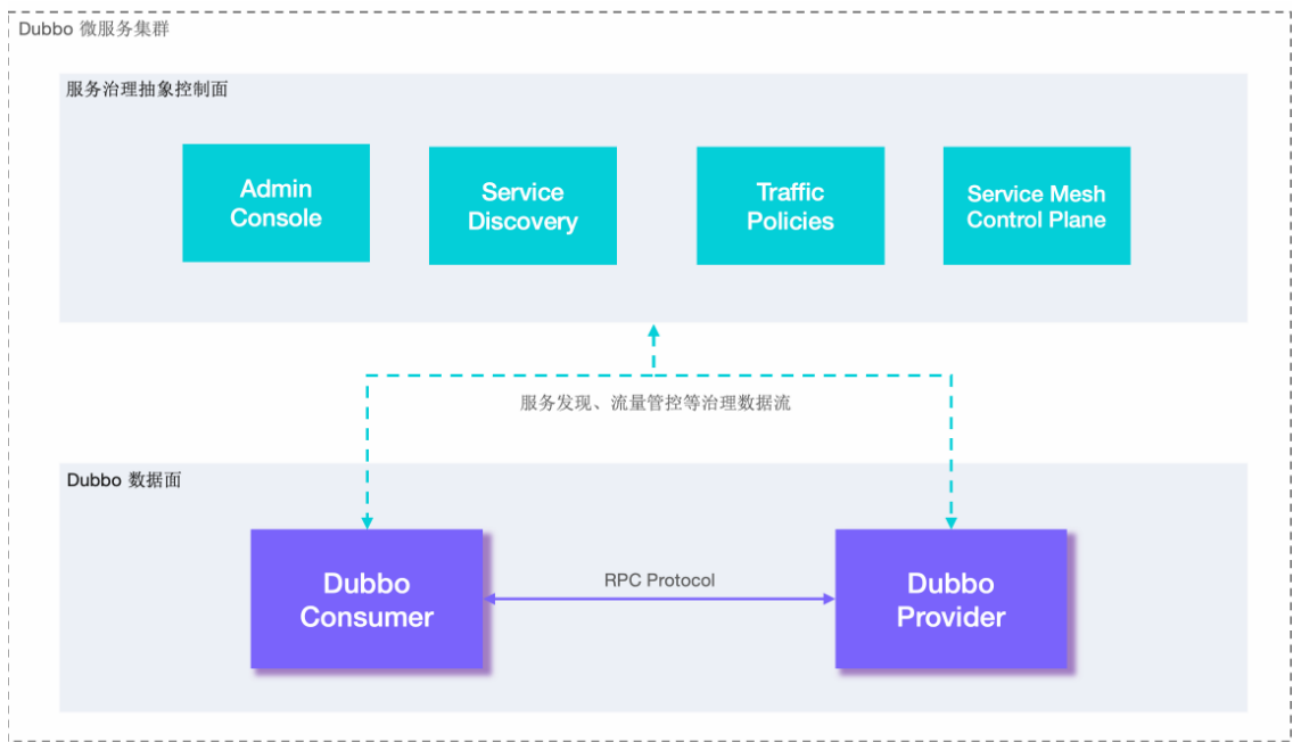 Dubbo 微服务集群
服务治理抽象控制面
Admin
Console
Service
Discovery
Traffic
Policies
Service Mesh
Control Plane
服务发现、流量管控等治理数据流
Dubbo 数据面
Dubbo
Consumer
RPC Protocol
Dubbo
Provider